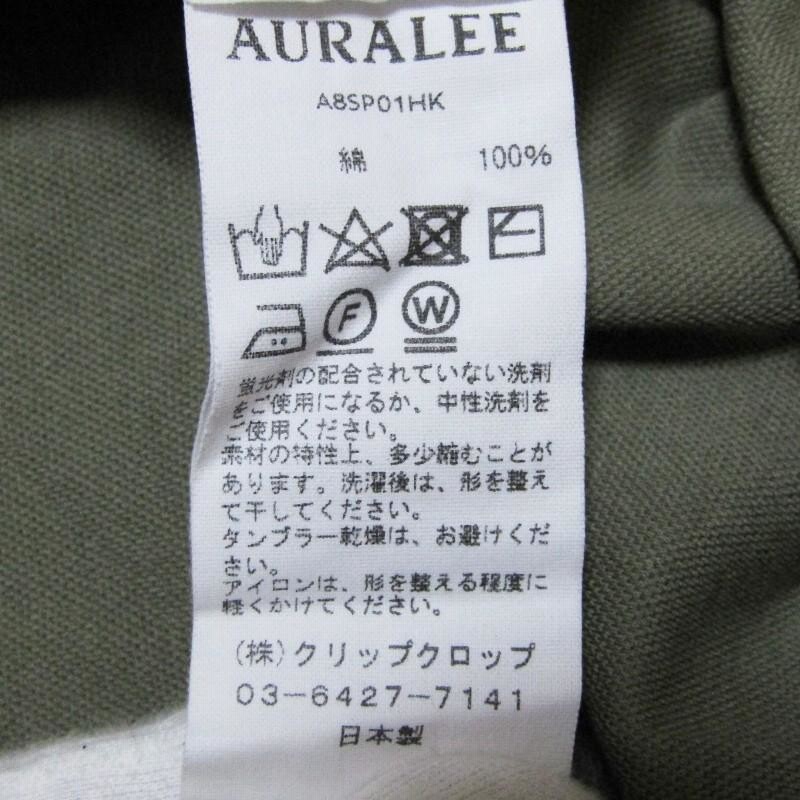 AURALEE
A8SP01HK
綿 100%
F W
蛍光剤の配合されていない洗剤
をご使用になるか、中性洗剤を
ご使用ください。
素材の特性上、多少縮むことが
あります。洗濯後は、形を整え
て干してください。
タンブラー乾燥は、お避けくだ
さい。
アイロンは、形を整える程度に
軽くかけてください。
(株)クリップクロップ
03-6427-7141
日本製